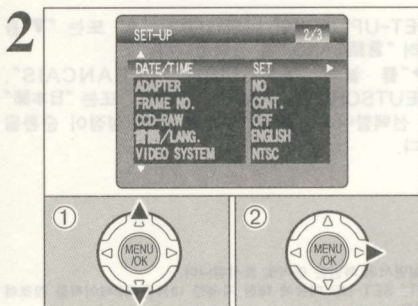 2
SET-UP 2/3
DATE/TIME SET
ADAPTER NO
FRAME NO. CONT.
CCD-RAW OFF
言語/LANG. ENGLISH
VIDEO SYSTEM NTSC
① ②
MENU /OK MENU /OK